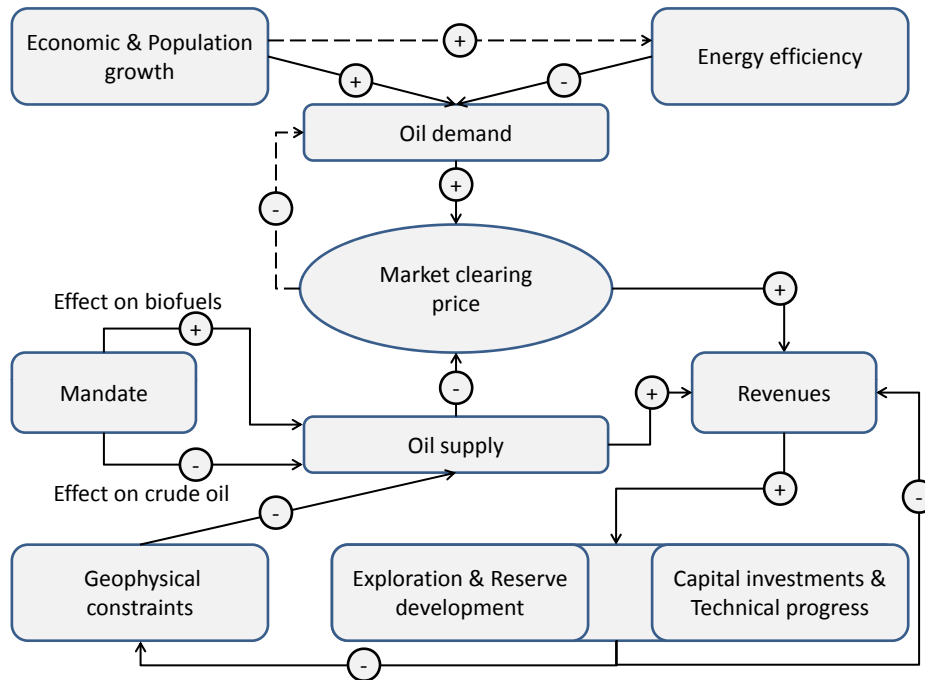 Economic & Population
growth
+
Energy efficiency
+
-
Oil demand
+
-
Market clearing
price
+
Effect on biofuels
+
Mandate
-
+
Revenues
Oil supply
-
Effect on crude oil
+
-
-
Geophysical
constraints
Exploration & Reserve
development
Capital investments &
Technical progress
-